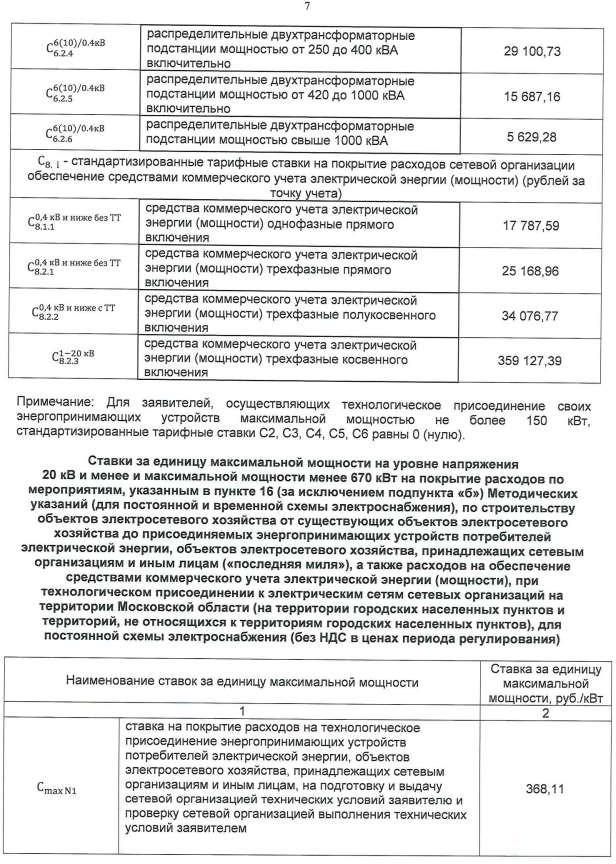 7
C 6(10)/0.4кВ 6.2.4
распределительные двухтрансформаторные
подстанции мощностью от 250 до 400 кВА
включительно
29 100,73
C 6(10)/0.4кВ 6.2.5
распределительные двухтрансформаторные
подстанции мощностью от 420 до 1000 кВА
включительно
15 687,16
C 6(10)/0.4кВ 6.2.6
распределительные двухтрансформаторные
подстанции мощностью свыше 1000 кВА
5 629,28
C8. i - стандартизированные тарифные ставки на покрытие расходов сетевой организации
обеспечение средствами коммерческого учета электрической энергии (мощности) (рублей за
точку учета)
C 0,4 кВ и ниже без ТТ 8.1.1
средства коммерческого учета электрической
энергии (мощности) однофазные прямого
включения
17 787,59
C 0,4 кВ и ниже без ТТ 8.2.1
средства коммерческого учета электрической
энергии (мощности) трехфазные прямого
включения
25 168,96
C 0,4 кВ и ниже с ТТ 8.2.2
средства коммерческого учета электрической
энергии (мощности) трехфазные полукосвенного
включения
34 076,77
C 1−20 кВ 8.2.3
средства коммерческого учета электрической
энергии (мощности) трехфазные косвенного
включения
359 127,39
Примечание: Для заявителей, осуществляющих технологическое присоединение своих
энергопринимающих устройств максимальной мощностью не более 150 кВт,
стандартизированные тарифные ставки С2, С3, С4, С5, С6 равны 0 (нулю).
Ставки за единицу максимальной мощности на уровне напряжения
20 кВ и менее и максимальной мощности менее 670 кВт на покрытие расходов по
мероприятиям, указанным в пункте 16 (за исключением подпункта «б») Методических
указаний (для постоянной и временной схемы электроснабжения), по строительству
объектов электросетевого хозяйства от существующих объектов электросетевого
хозяйства до присоединяемых энергопринимающих устройств потребителей
электрической энергии, объектов электросетевого хозяйства, принадлежащих сетевым
организациям и иным лицам («последняя миля»), а также расходов на обеспечение
средствами коммерческого учета электрической энергии (мощности), при
технологическом присоединении к электрическим сетям сетевых организаций на
территории Московской области (на территории городских населенных пунктов и
территорий, не относящихся к территориям городских населенных пунктов), для
постоянной схемы электроснабжения (без НДС в ценах периода регулирования)
Наименование ставок за единицу максимальной мощности
Ставка за единицу
максимальной
мощности, руб./кВт
1
2
C max N1
ставка на покрытие расходов на технологическое
присоединение энергопринимающих устройств
потребителей электрической энергии, объектов
электросетевого хозяйства, принадлежащих сетевым
организациям и иным лицам, на подготовку и выдачу
сетевой организацией технических условий заявителю и
проверку сетевой организацией выполнения технических
условий заявителем
368,11